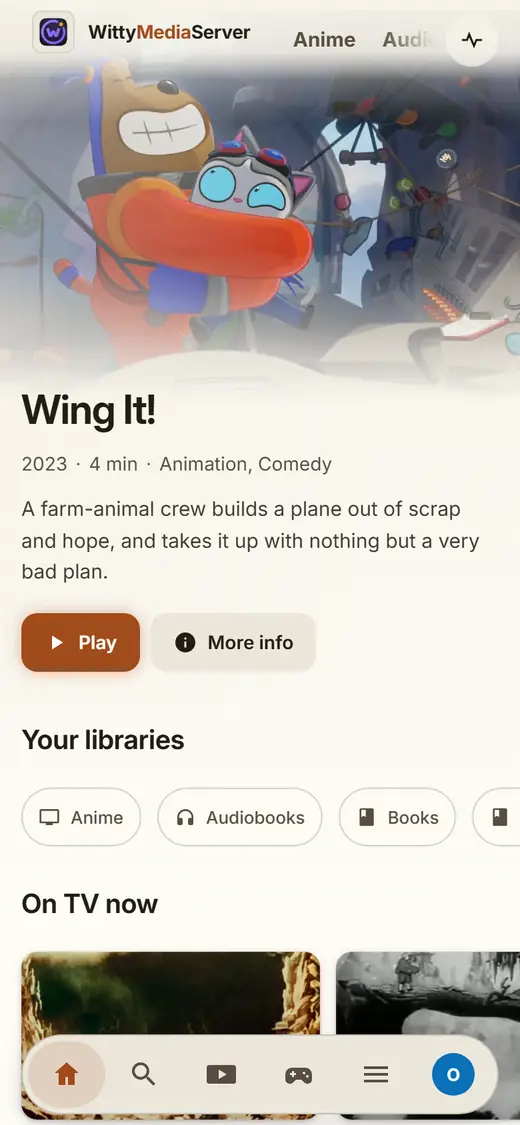 WittyMediaServer
Anime Audi
Wing It!
2023 · 4 min · Animation, Comedy
A farm-animal crew builds a plane out of scrap
and hope, and takes it up with nothing but a very
bad plan.
Play
More info
Your libraries
Anime
Audiobooks
Books
On TV now
O